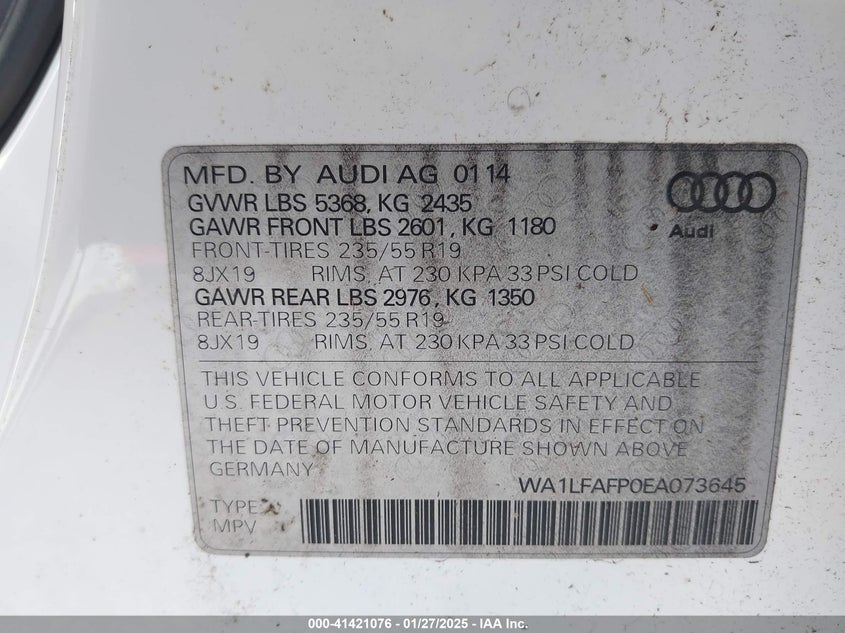 MFD. BY AUDI AG 01 14
GVWR LBS 5368, KG 2435
GAWR FRONT LBS 2601, KG 1180
FRONT-TIRES 235/55 R19
8JX19 RIMS, AT 230 KPA 33 PSI COLD
GAWR REAR LBS 2976, KG 1350
REAR-TIRES 235/55 R19
8JX19 RIMS, AT 230 KPA 33 PSI COLD
Audi
THIS VEHICLE CONFORMS TO ALL APPLICABLE
U.S. FEDERAL MOTOR VEHICLE SAFETY AND
THEFT PREVENTION STANDARDS IN EFFECT ON
THE DATE OF MANUFACTURE SHOWN ABOVE
GERMANY
WA1LFAFP0EA073645
TYPE
MPV
000-41421076 - 01/27/2025 - IAA Inc.